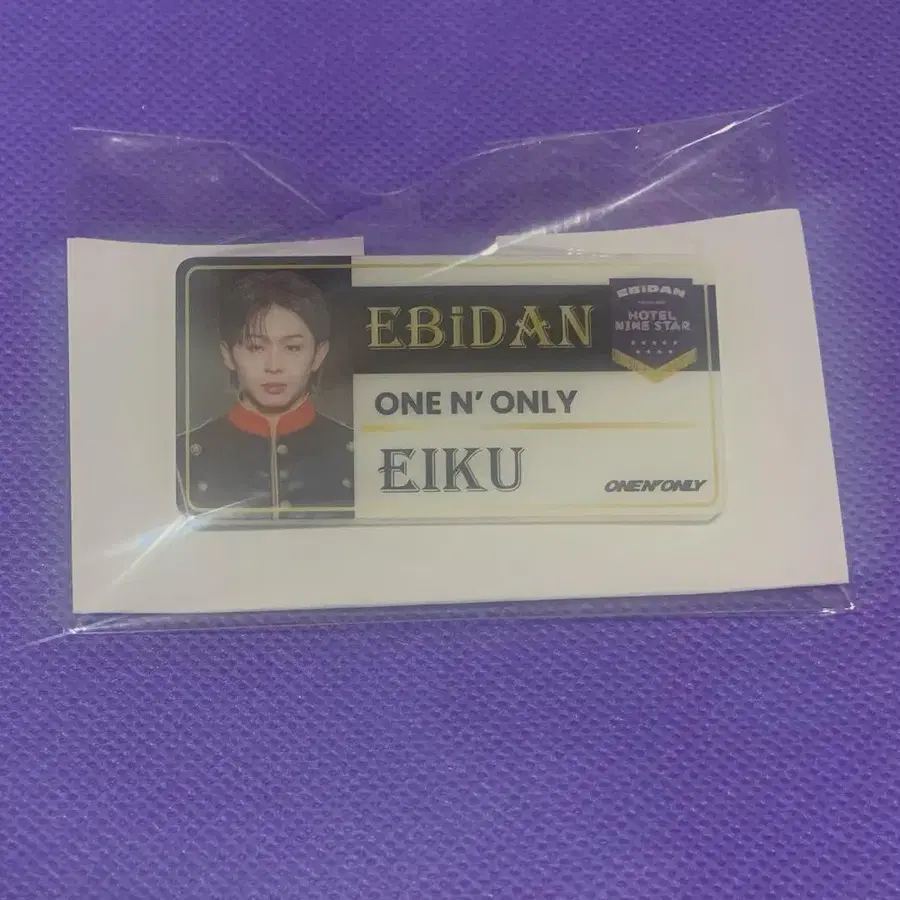 EBiDAN
EBiDAN
HOTEL
NINE STAR
ONE N' ONLY
EIKU
ONE N' ONLY